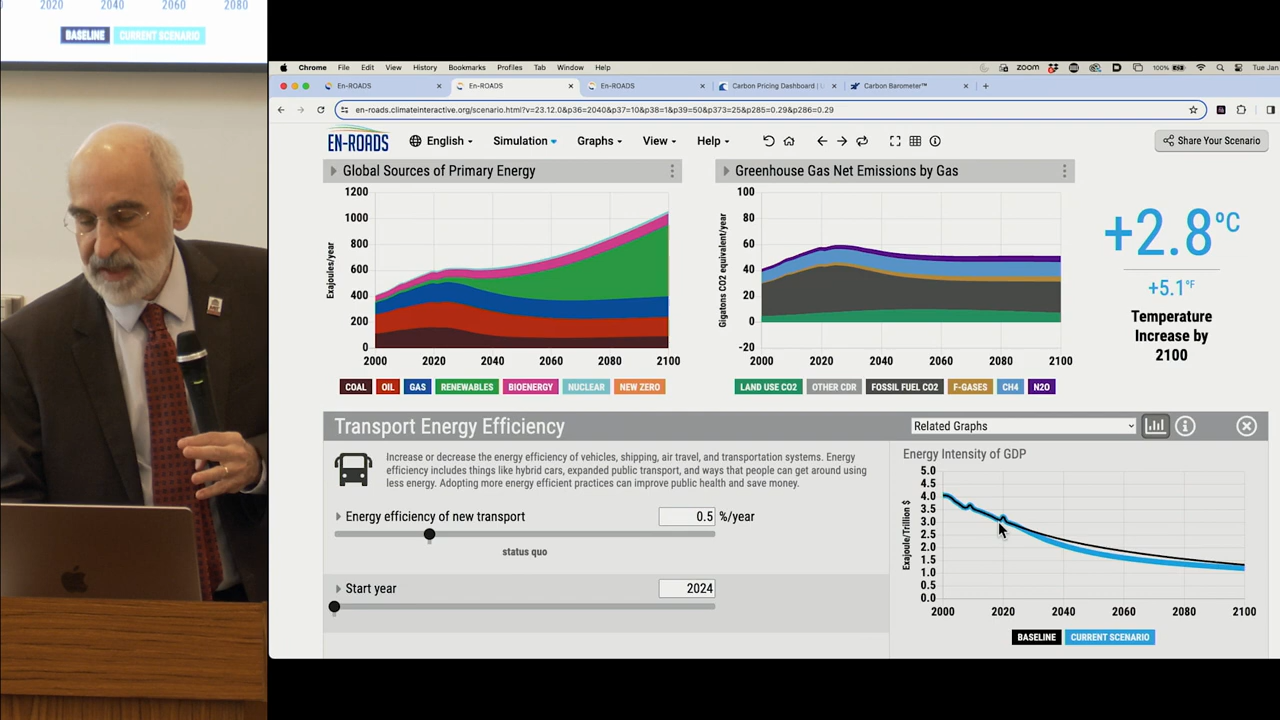 2020 2040 2060 2080
BASELINE CURRENT SCENARIO
Chrome File Edit View History Bookmarks Profiles Tab Window Help
zoom 100% Tue Jan
En-ROADS En-ROADS En-ROADS Carbon Pricing Dashboard | Carbon Barometer™
en-roads.climateinteractive.org/scenario.html?v=23.12.0&p36=2040&p37=10&p38=1&p39=50&p373=25&p285=0.29&p286=0.29
EN-ROADS
English Simulation Graphs View Help
Share Your Scenario
Global Sources of Primary Energy
Exajoules/year
1200
1000
800
600
400
200
0
2000 2020 2040 2060 2080 2100
COAL OIL GAS RENEWABLES BIOENERGY NUCLEAR NEW ZERO
Greenhouse Gas Net Emissions by Gas
Gigatons CO2 equivalent/year
100
80
60
40
20
0
-20
2000 2020 2040 2060 2080 2100
LAND USE CO2 OTHER CDR FOSSIL FUEL CO2 F-GASES CH4 N2O
+2.8°C
+5.1°F
Temperature
Increase by
2100
Transport Energy Efficiency
Related Graphs
Increase or decrease the energy efficiency of vehicles, shipping, air travel, and transportation systems. Energy
efficiency includes things like hybrid cars, expanded public transport, and ways that people can get around using
less energy. Adopting more energy efficient practices can improve public health and save money.
Energy efficiency of new transport 0.5 %/year
status quo
Start year 2024
Energy Intensity of GDP
Exajoule/Trillion $
5.0
4.5
4.0
3.5
3.0
2.5
2.0
1.5
1.0
0.5
0.0
2000 2020 2040 2060 2080 2100
BASELINE CURRENT SCENARIO